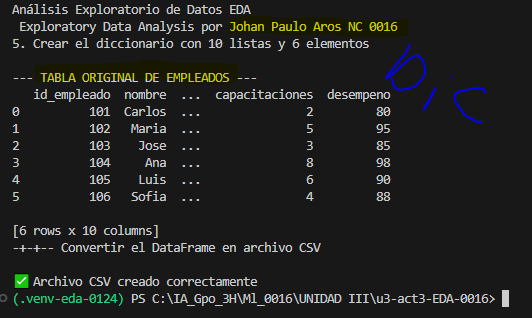 Análisis Exploratorio de Datos EDA
Exploratory Data Analysis por Johan Paulo Aros NC 0016
5. Crear el diccionario con 10 listas y 6 elementos
--- TABLA ORIGINAL DE EMPLEADOS ---
id_empleado nombre ... capacitaciones desempeno
0 101 Carlos ... 2 80
1 102 Maria ... 5 95
2 103 Jose ... 3 85
3 104 Ana ... 8 98
4 105 Luis ... 6 90
5 106 Sofia ... 4 88
[6 rows x 10 columns]
-+-+-- Convertir el DataFrame en archivo CSV
✅ Archivo CSV creado correctamente
(.venv-eda-0124) PS C:\IA_Gpo_3H\Ml_0016\UNIDAD III\u3-act3-EDA-0016>